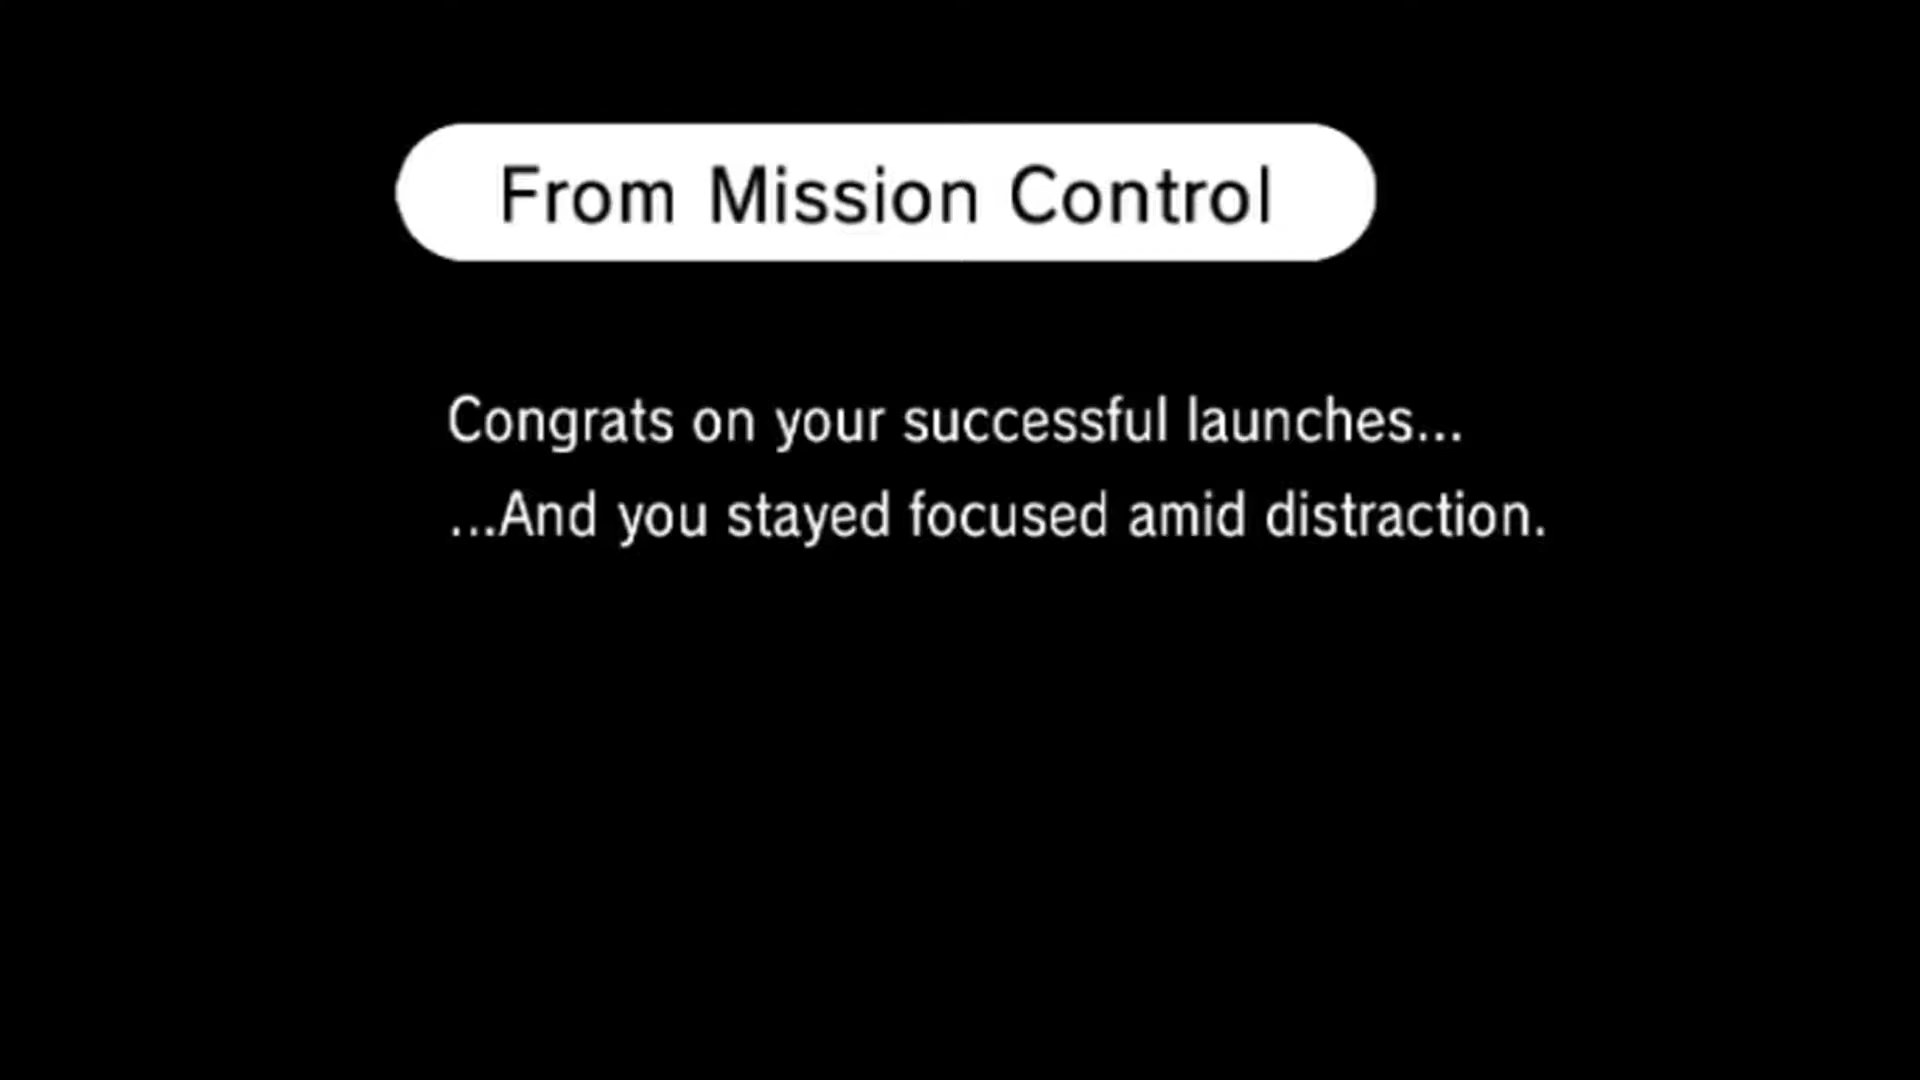 From Mission Control
Congrats on your successful launches...
...And you stayed focused amid distraction.